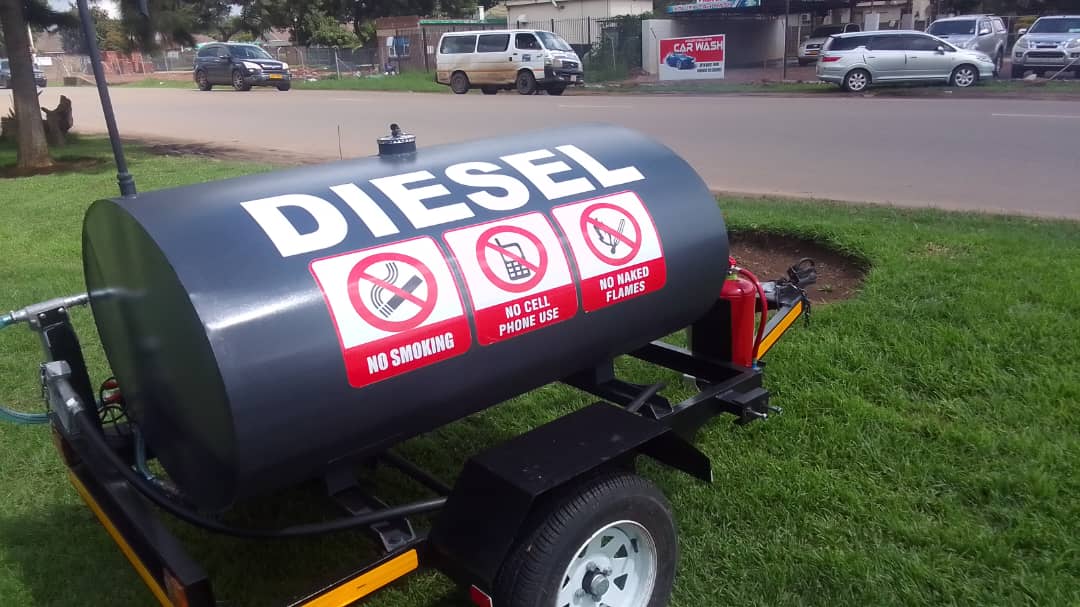 CAR WASH
DIESEL
NO SMOKING
NO CELL
PHONE USE
NO NAKED
FLAMES